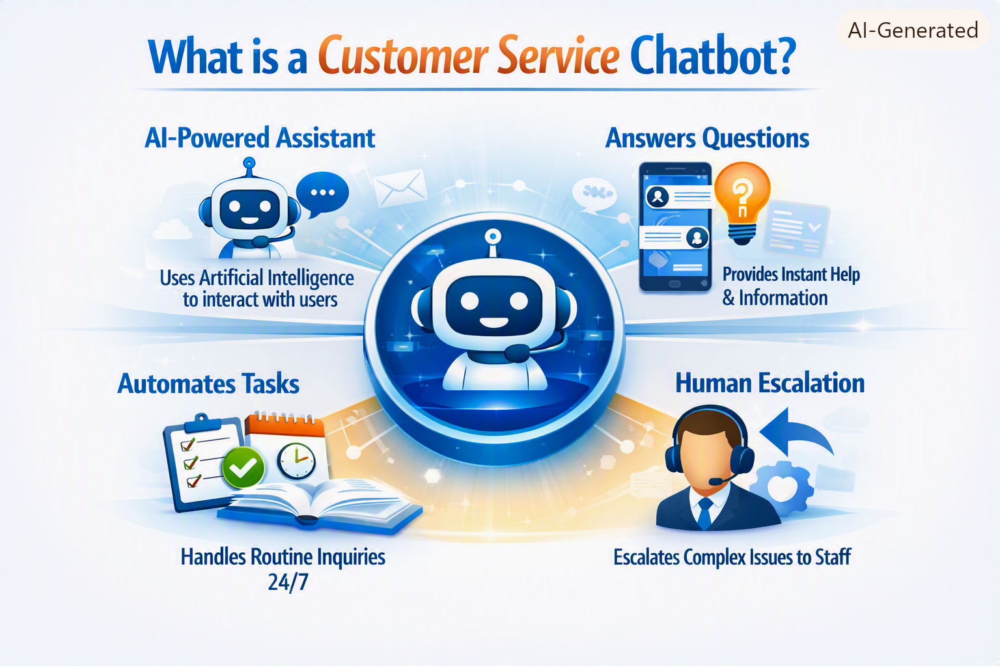 AI-Generated
What is a Customer Service Chatbot?
AI-Powered Assistant
Uses Artificial Intelligence
to interact with users
Answers Questions
Provides Instant Help
& Information
Automates Tasks
Handles Routine Inquiries
24/7
Human Escalation
Escalates Complex Issues to Staff